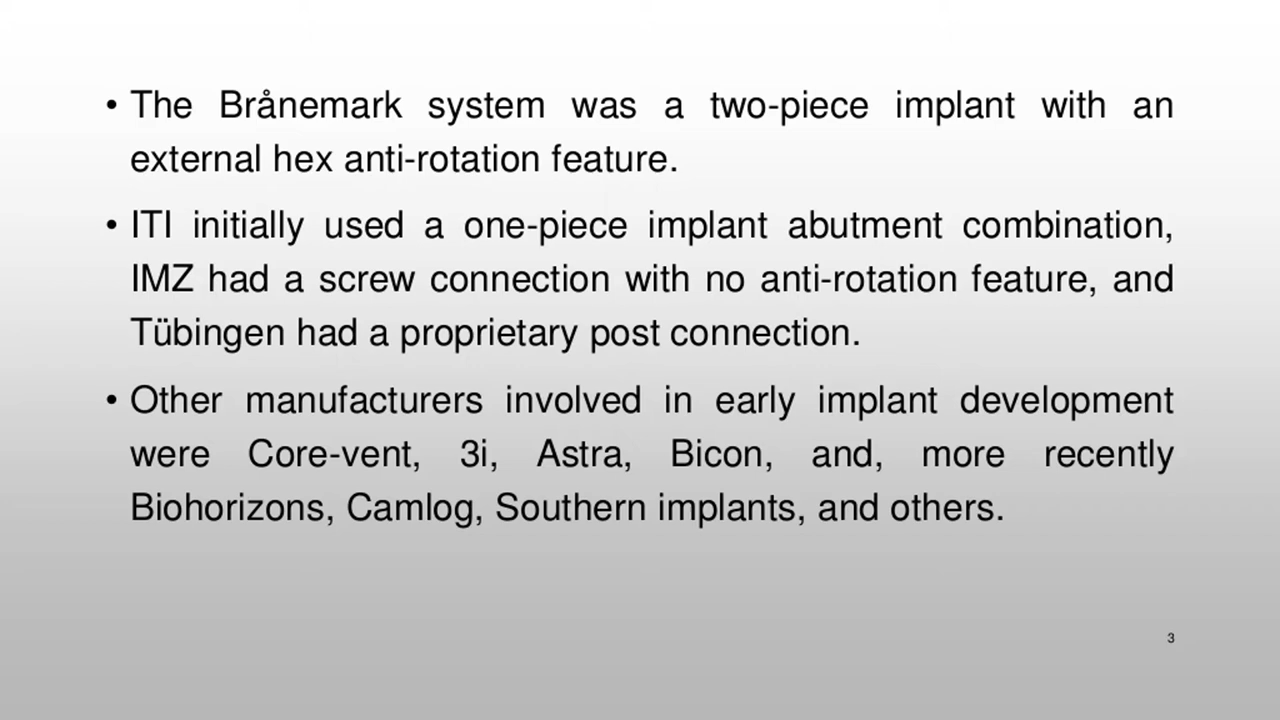 • The Brånemark system was a two-piece implant with an
external hex anti-rotation feature.
• ITI initially used a one-piece implant abutment combination,
IMZ had a screw connection with no anti-rotation feature, and
Tübingen had a proprietary post connection.
• Other manufacturers involved in early implant development
were Core-vent, 3i, Astra, Bicon, and, more recently
Biohorizons, Camlog, Southern implants, and others.
3